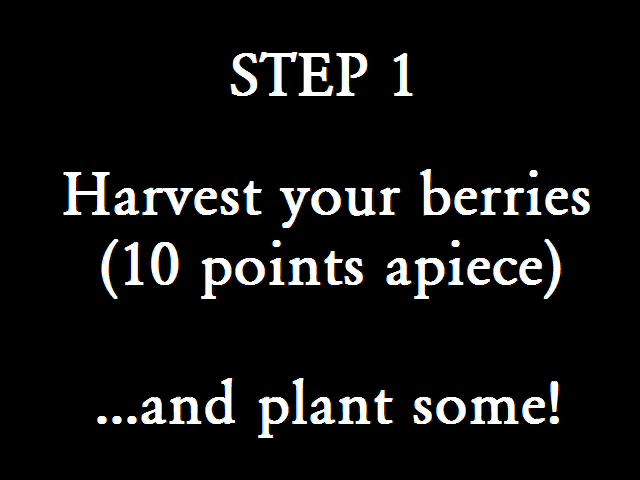 STEP 1
Harvest your berries
(10 points apiece)
...and plant some!